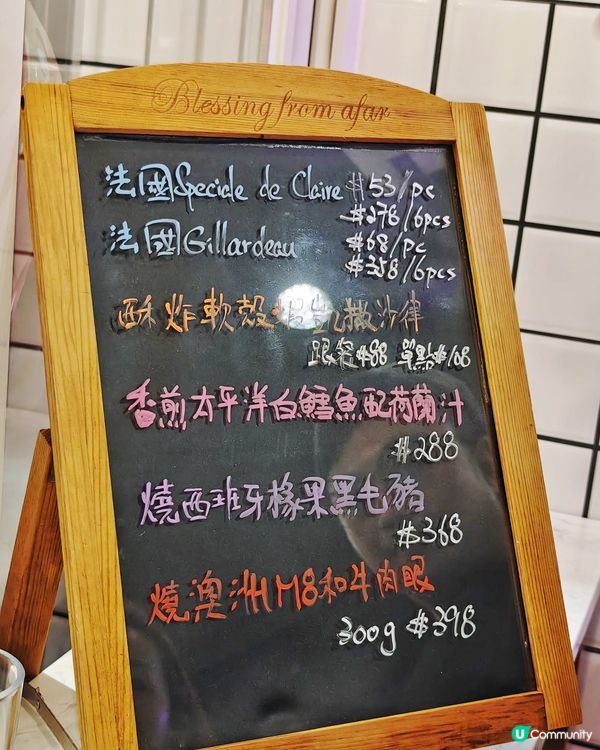 Blessing from afar
法國Speciale de Claire $53/pc
$278/6pcs
法國Gillardeau $68/pc
$358/6pcs
酥炸軟殼蝦凱撒沙律
跟餐$88 單點$108
香煎太平洋白鱈魚配荷蘭汁
$288
燒西班牙橡果黑毛豬
$368
燒澳洲M8和牛肉眼
300g $398
U Community